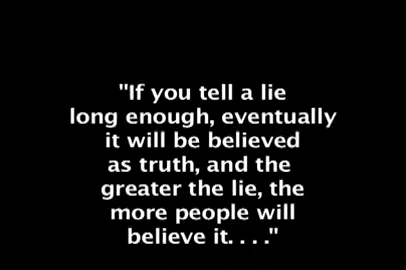 "If you tell a lie
long enough, eventually
it will be believed
as truth, and the
greater the lie, the
more people will
believe it. . . ."